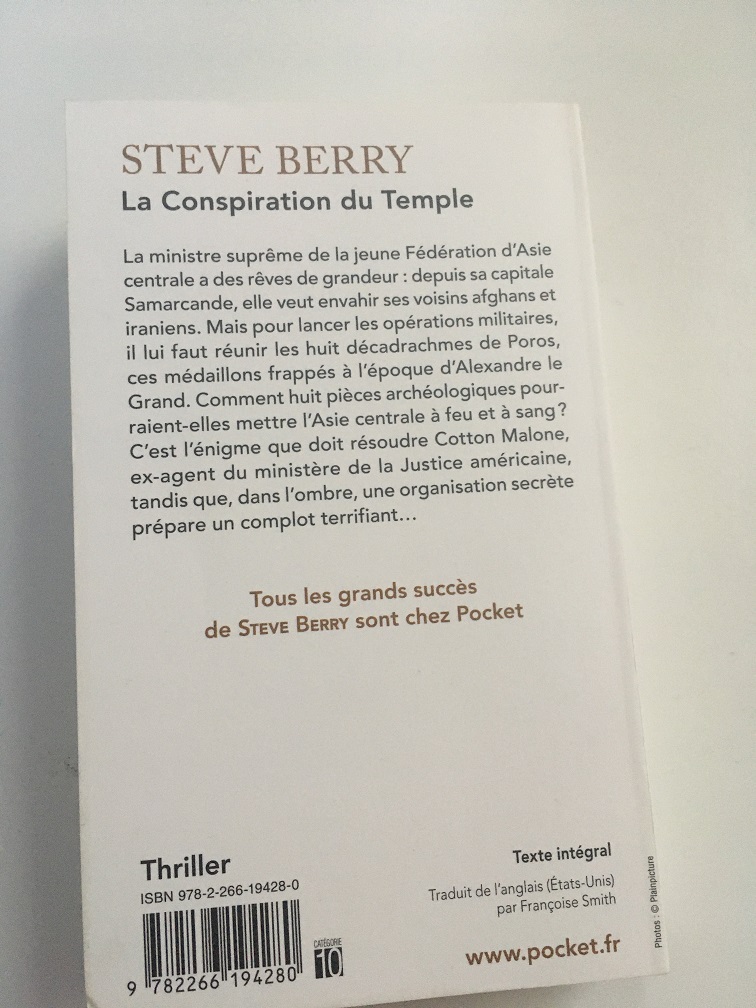 STEVE BERRY
La Conspiration du Temple
La ministre suprême de la jeune Fédération d'Asie
centrale a des rêves de grandeur : depuis sa capitale
Samarcande, elle veut envahir ses voisins afghans et
iraniens. Mais pour lancer les opérations militaires,
il lui faut réunir les huit décadrachmes de Poros,
ces médaillons frappés à l'époque d'Alexandre le
Grand. Comment huit pièces archéologiques pour-
raient-elles mettre l'Asie centrale à feu et à sang ?
C'est l'énigme que doit résoudre Cotton Malone,
ex-agent du ministère de la Justice américaine,
tandis que, dans l'ombre, une organisation secrète
prépare un complot terrifiant...
Tous les grands succès
de STEVE BERRY sont chez Pocket
Thriller
ISBN 978-2-266-19428-0
9 782266 194280
CATÉGORIE
10
Texte intégral
Traduit de l'anglais (États-Unis)
par Françoise Smith
www.pocket.fr
Photos : © Plainpicture